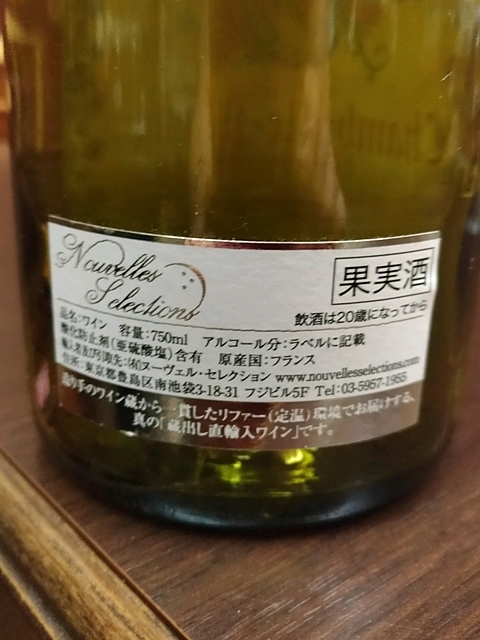 Nouvelles
Selections
果実酒
飲酒は20歳になってから
品名:ワイン 容量:750ml アルコール分:ラベルに記載
酸化防止剤(亜硫酸塩)含有 原産国:フランス
輸入者及び引取先:(有)ヌーヴェル・セレクション www.nouvellesselections.com
住所:東京都豊島区南池袋3-18-31 フジビル5F Tel:03-5957-1955
造り手のワイン蔵から一貫したリファー(定温)環境でお届けする、
真の「蔵出し直輸入ワイン」です。